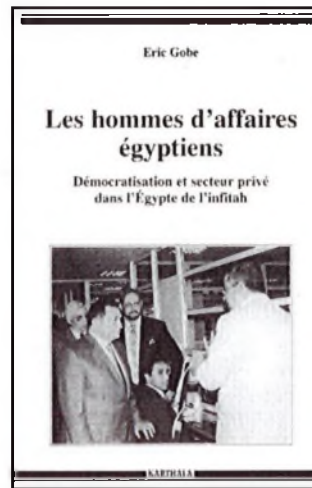 Eric Gobe
Les hommes d'affaires
égyptiens
Démocratisation et secteur privé
dans l'Égypte de l'infitah
KARTHALA